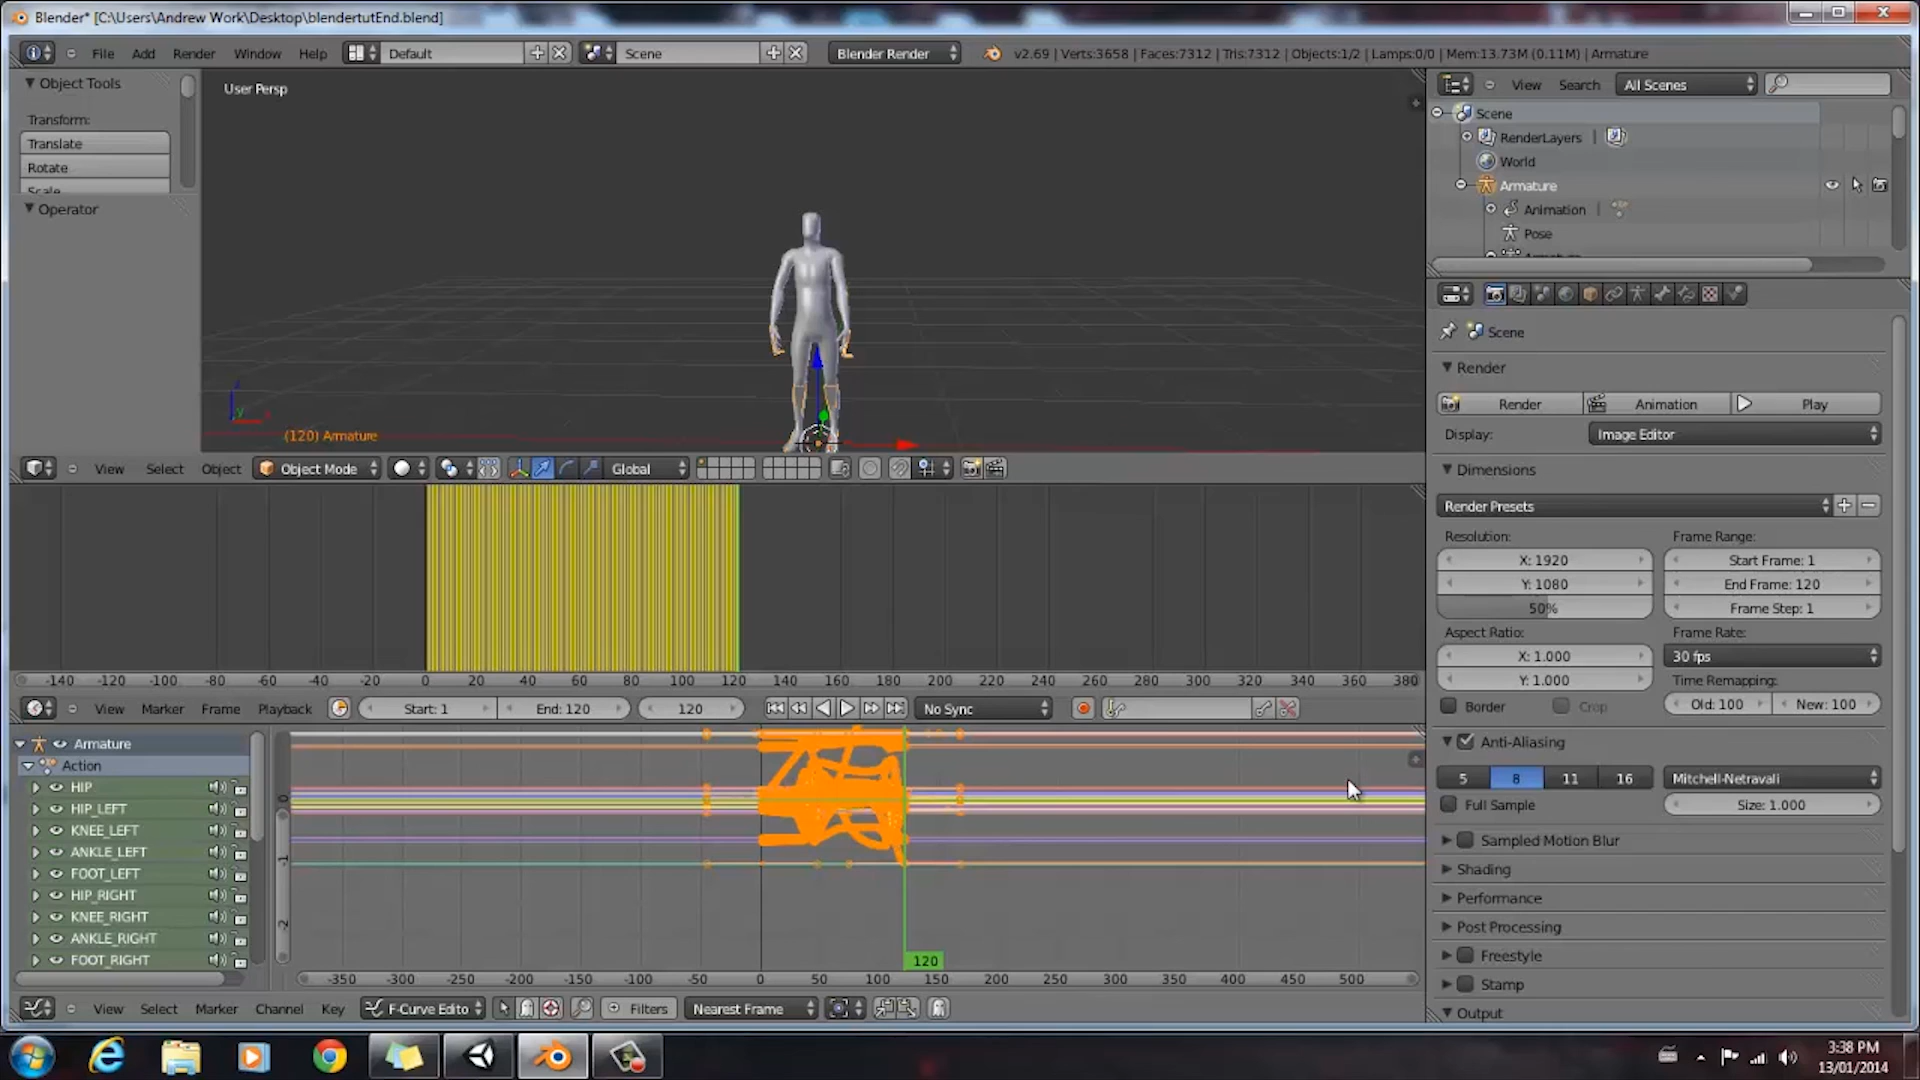 Blender* [C:\Users\Andrew Work\Desktop\blendertutEnd.blend]
File Add Render Window Help Default Scene Blender Render v2.69 | Verts:3658 | Faces:7312 | Tris:7312 | Objects:1/2 | Lamps:0/0 | Mem:13.73M (0.11M) | Armature
Object Tools
Transform:
Translate
Rotate
Scale
Operator
User Persp
(120) Armature
View Select Object Object Mode Global
-140 -120 -100 -80 -60 -40 -20 0 20 40 60 80 100 120 140 160 180 200 220 240 260 280 300 320 340 360 380
View Marker Frame Playback Start: 1 End: 120 120 No Sync
Armature
Action
HIP
HIP_LEFT
KNEE_LEFT
ANKLE_LEFT
FOOT_LEFT
HIP_RIGHT
KNEE_RIGHT
ANKLE_RIGHT
FOOT_RIGHT
0
-1
-2
120
-350 -300 -250 -200 -150 -100 -50 0 50 100 150 200 250 300 350 400 450 500
View Select Marker Channel Key F-Curve Edito Filters Nearest Frame
View Search All Scenes
Scene
RenderLayers
World
Armature
Animation
Pose
Scene
Render
Render Animation Play
Display: Image Editor
Dimensions
Render Presets
Resolution: Frame Range:
X: 1920 Start Frame: 1
Y: 1080 End Frame: 120
50% Frame Step: 1
Aspect Ratio: Frame Rate:
X: 1.000 30 fps
Y: 1.000 Time Remapping:
Border Crop Old: 100 New: 100
Anti-Aliasing
5 8 11 16 Mitchell-Netravali
Full Sample Size: 1.000
Sampled Motion Blur
Shading
Performance
Post Processing
Freestyle
Stamp
Output
3:38 PM
13/01/2014